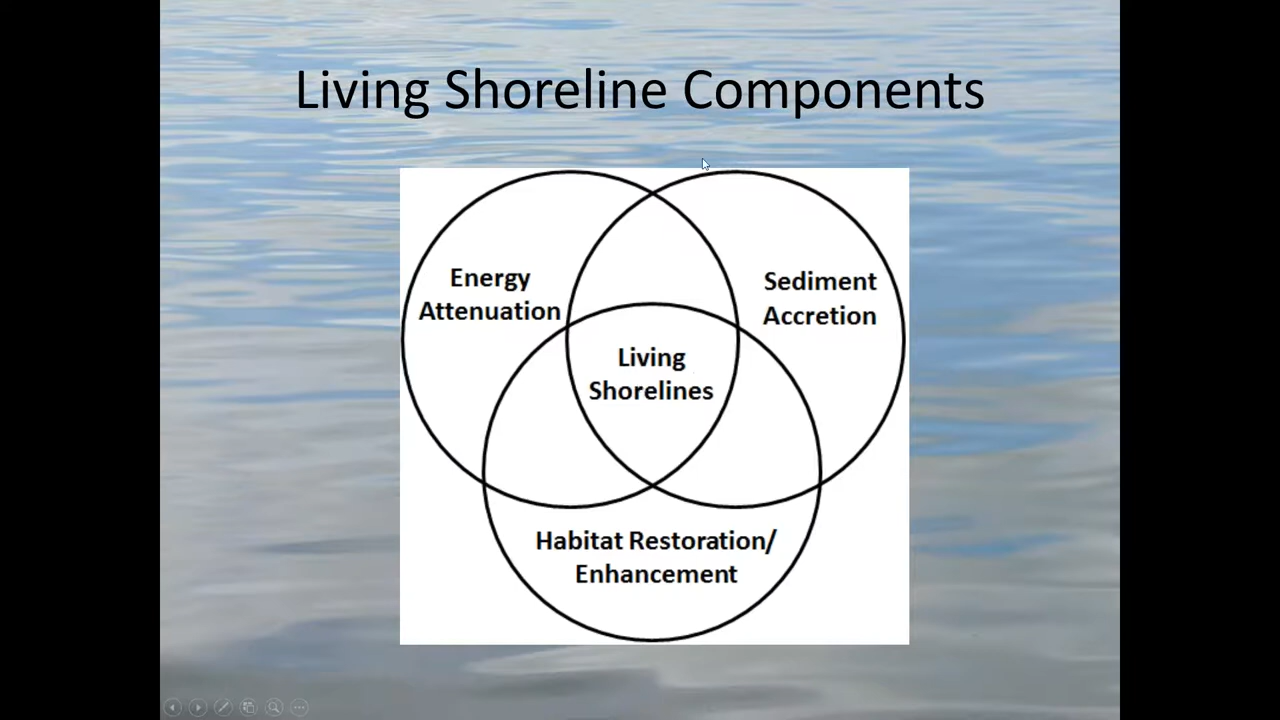 Living Shoreline Components
Energy
Attenuation
Sediment
Accretion
Living
Shorelines
Habitat Restoration/
Enhancement